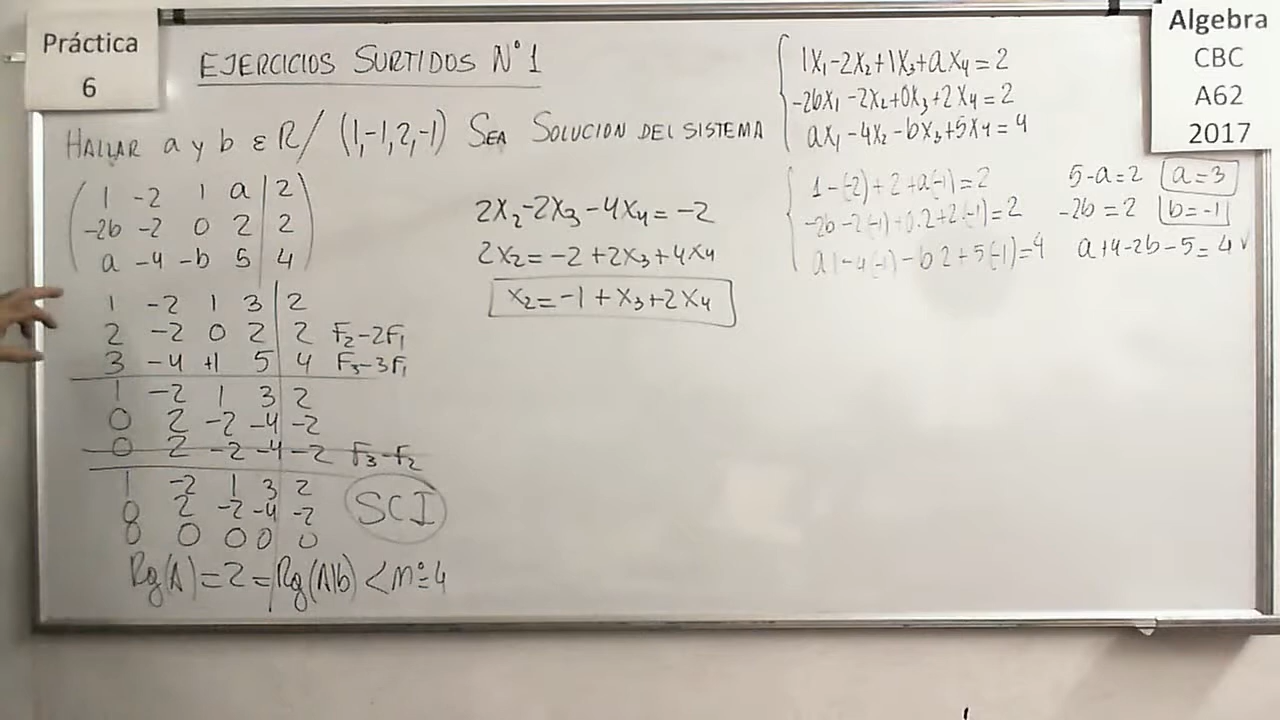 Práctica
6
EJERCICIOS SURTIDOS N°1
Algebra
CBC
A62
2017
HALLAR a y b ε R / (1,-1,2,-1) SEA SOLUCION DEL SISTEMA
1X₁-2X₂+1X₃+aX₄=2
-2bX₁-2X₂+0X₃+2X₄=2
aX₁-4X₂-bX₃+5X₄=4
1 -2 1 a | 2
-2b -2 0 2 | 2
a -4 -b 5 | 4
1 -2 1 3 | 2
2 -2 0 2 | 2 F₂-2F₁
3 -4 +1 5 | 4 F₃-3F₁
1 -2 1 3 | 2
0 2 -2 -4 | -2
0 2 -2 -4 | -2 F₃-F₂
1 -2 1 3 | 2
0 2 -2 -4 | -2
0 0 0 0 | 0
SCI
Rg(A)=2=Rg(A|b)<n°=4
2X₂-2X₃-4X₄=-2
2X₂=-2+2X₃+4X₄
X₂=-1+X₃+2X₄
1-(-2)+2+a(-1)=2 5-a=2 a=3
-2b-2(-1)+0.2+2(-1)=2 -2b=2 b=-1
a1-4(-1)-b2+5(-1)=4 a+4-2b-5=4 √